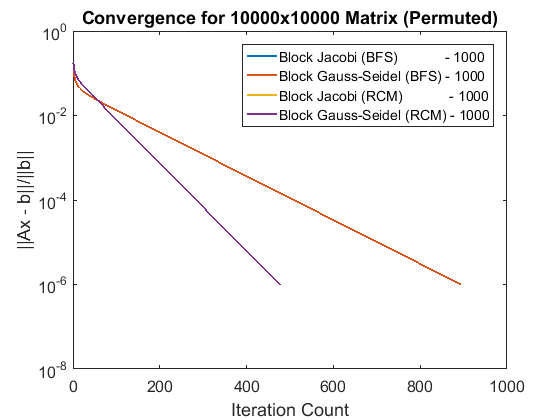 Convergence for 10000x10000 Matrix (Permuted)
10^0
10^-2
10^-4
10^-6
10^-8
||Ax - b||/||b||
Block Jacobi (BFS) - 1000
Block Gauss-Seidel (BFS) - 1000
Block Jacobi (RCM) - 1000
Block Gauss-Seidel (RCM) - 1000
0 200 400 600 800 1000
Iteration Count